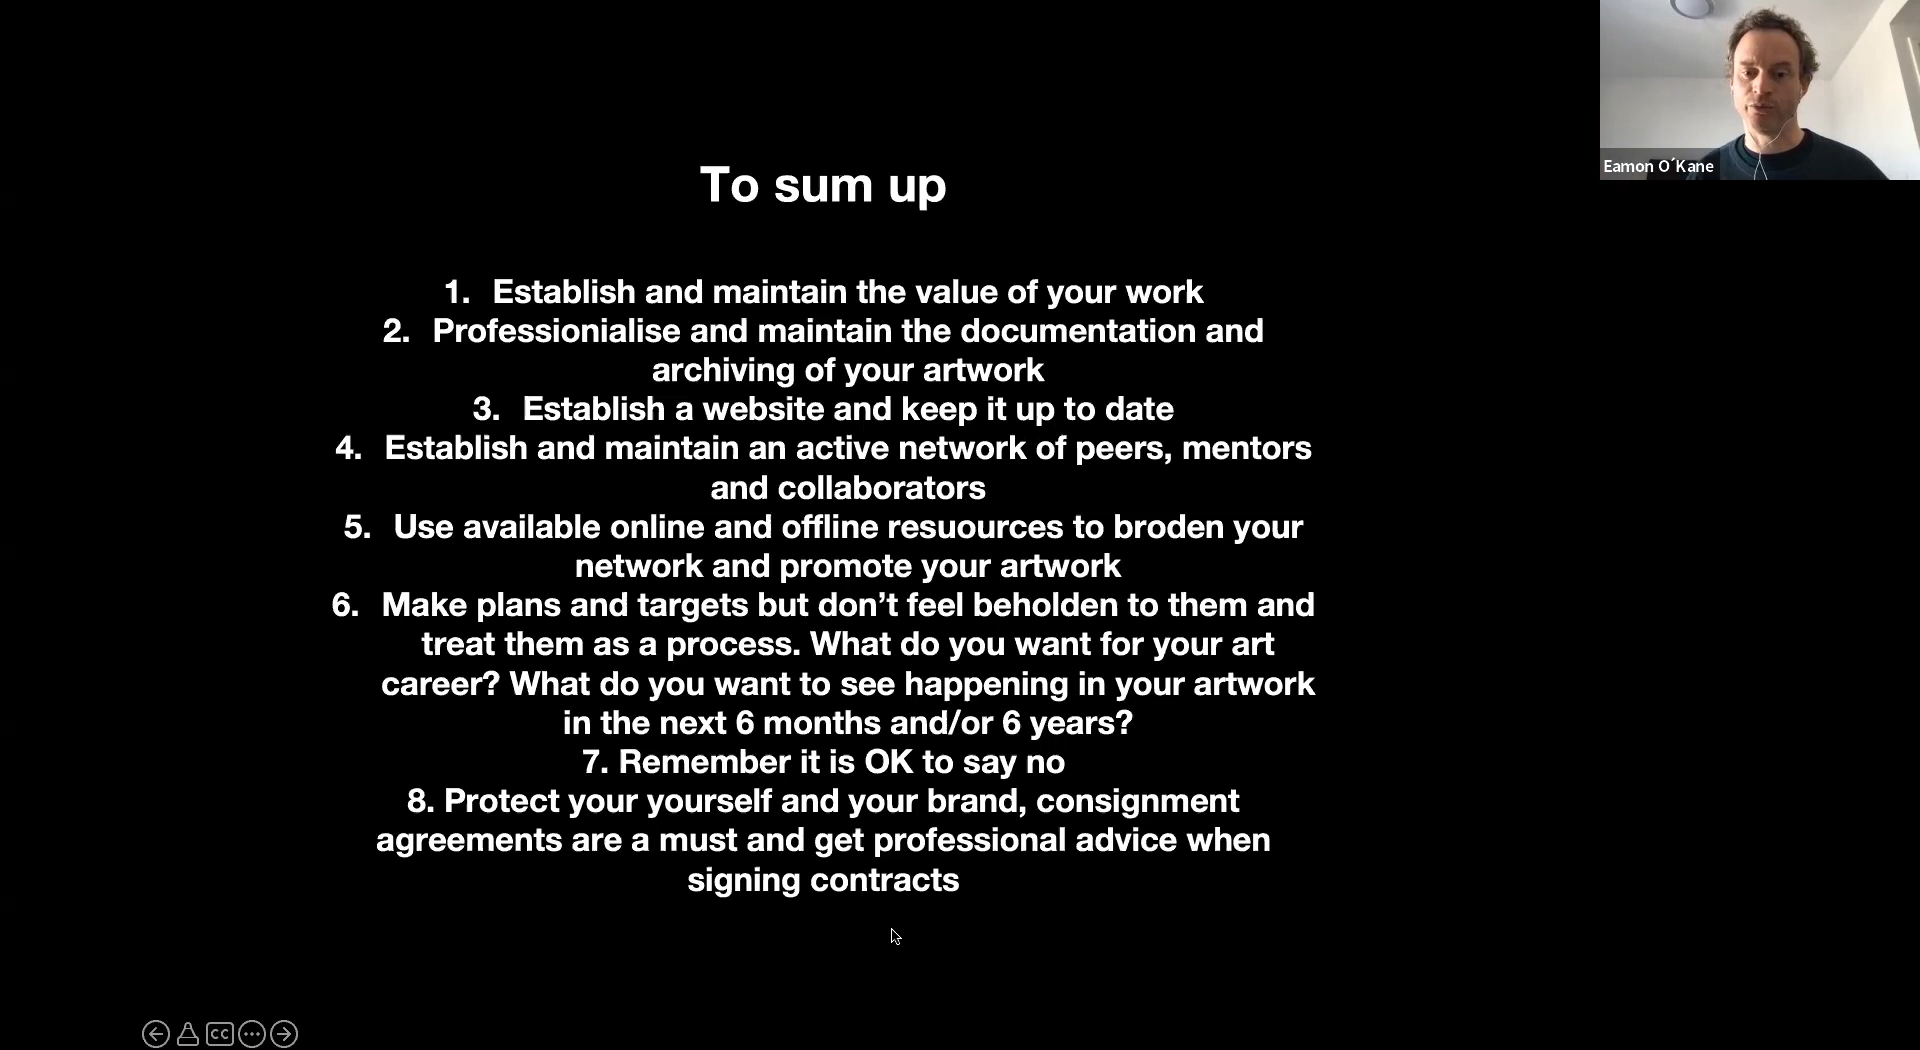 To sum up
1. Establish and maintain the value of your work
2. Professionialise and maintain the documentation and
archiving of your artwork
3. Establish a website and keep it up to date
4. Establish and maintain an active network of peers, mentors
and collaborators
5. Use available online and offline resuources to broden your
network and promote your artwork
6. Make plans and targets but don’t feel beholden to them and
treat them as a process. What do you want for your art
career? What do you want to see happening in your artwork
in the next 6 months and/or 6 years?
7. Remember it is OK to say no
8. Protect your yourself and your brand, consignment
agreements are a must and get professional advice when
signing contracts
Eamon O´Kane
CC